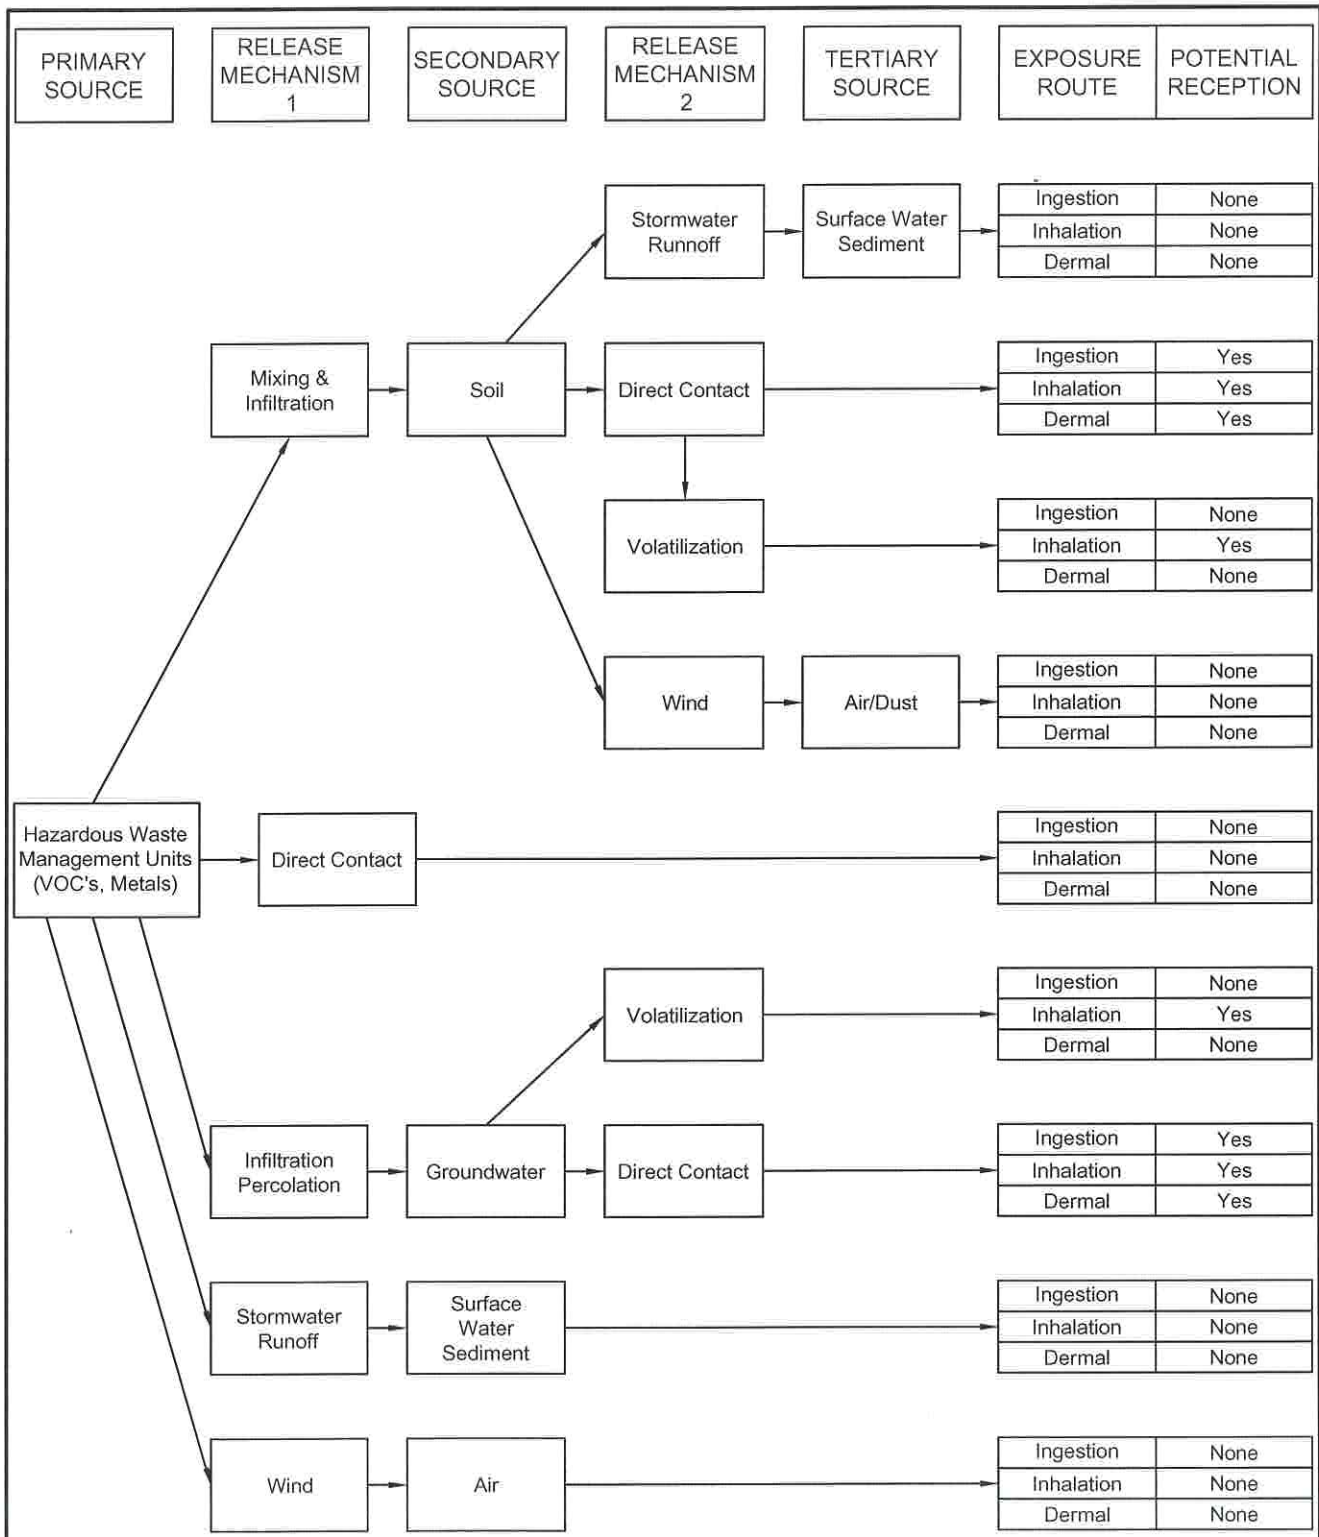 PRIMARY
SOURCE
RELEASE
MECHANISM
1
SECONDARY
SOURCE
RELEASE
MECHANISM
2
TERTIARY
SOURCE
EXPOSURE
ROUTE
POTENTIAL
RECEPTION
Stormwater
Runnoff
Surface Water
Sediment
Ingestion None
Inhalation None
Dermal None
Mixing &
Infiltration
Soil
Direct Contact
Ingestion Yes
Inhalation Yes
Dermal Yes
Volatilization
Ingestion None
Inhalation Yes
Dermal None
Wind
Air/Dust
Ingestion None
Inhalation None
Dermal None
Hazardous Waste
Management Units
(VOC's, Metals)
Direct Contact
Ingestion None
Inhalation None
Dermal None
Volatilization
Ingestion None
Inhalation Yes
Dermal None
Infiltration
Percolation
Groundwater
Direct Contact
Ingestion Yes
Inhalation Yes
Dermal Yes
Stormwater
Runoff
Surface
Water
Sediment
Ingestion None
Inhalation None
Dermal None
Wind
Air
Ingestion None
Inhalation None
Dermal None